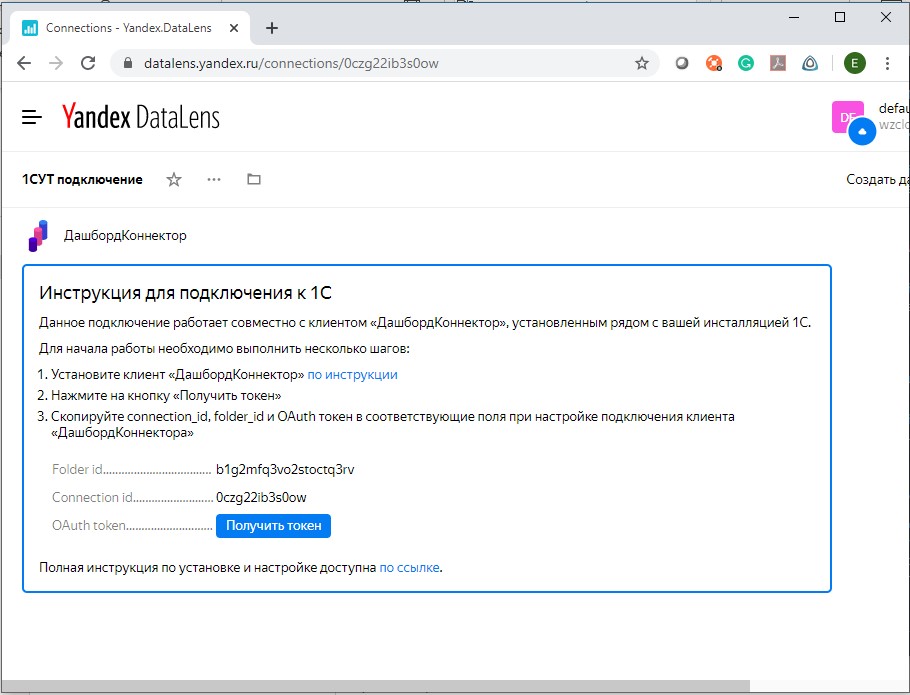 Connections - Yandex.DataLens
datalens.yandex.ru/connections/0czg22ib3s0ow
E
Yandex DataLens
DE
defau
wzclo
1СУТ подключение
Создать да
ДашбордКоннектор
Инструкция для подключения к 1С
Данное подключение работает совместно с клиентом «ДашбордКоннектор», установленным рядом с вашей инсталляцией 1С.
Для начала работы необходимо выполнить несколько шагов:
1. Установите клиент «ДашбордКоннектор» по инструкции
2. Нажмите на кнопку «Получить токен»
3. Скопируйте connection_id, folder_id и OAuth токен в соответствующие поля при настройке подключения клиента
«ДашбордКоннектора»
Folder id.................................. b1g2mfq3vo2stoctq3rv
Connection id......................... 0czg22ib3s0ow
OAuth token........................... Получить токен
Полная инструкция по установке и настройке доступна по ссылке.